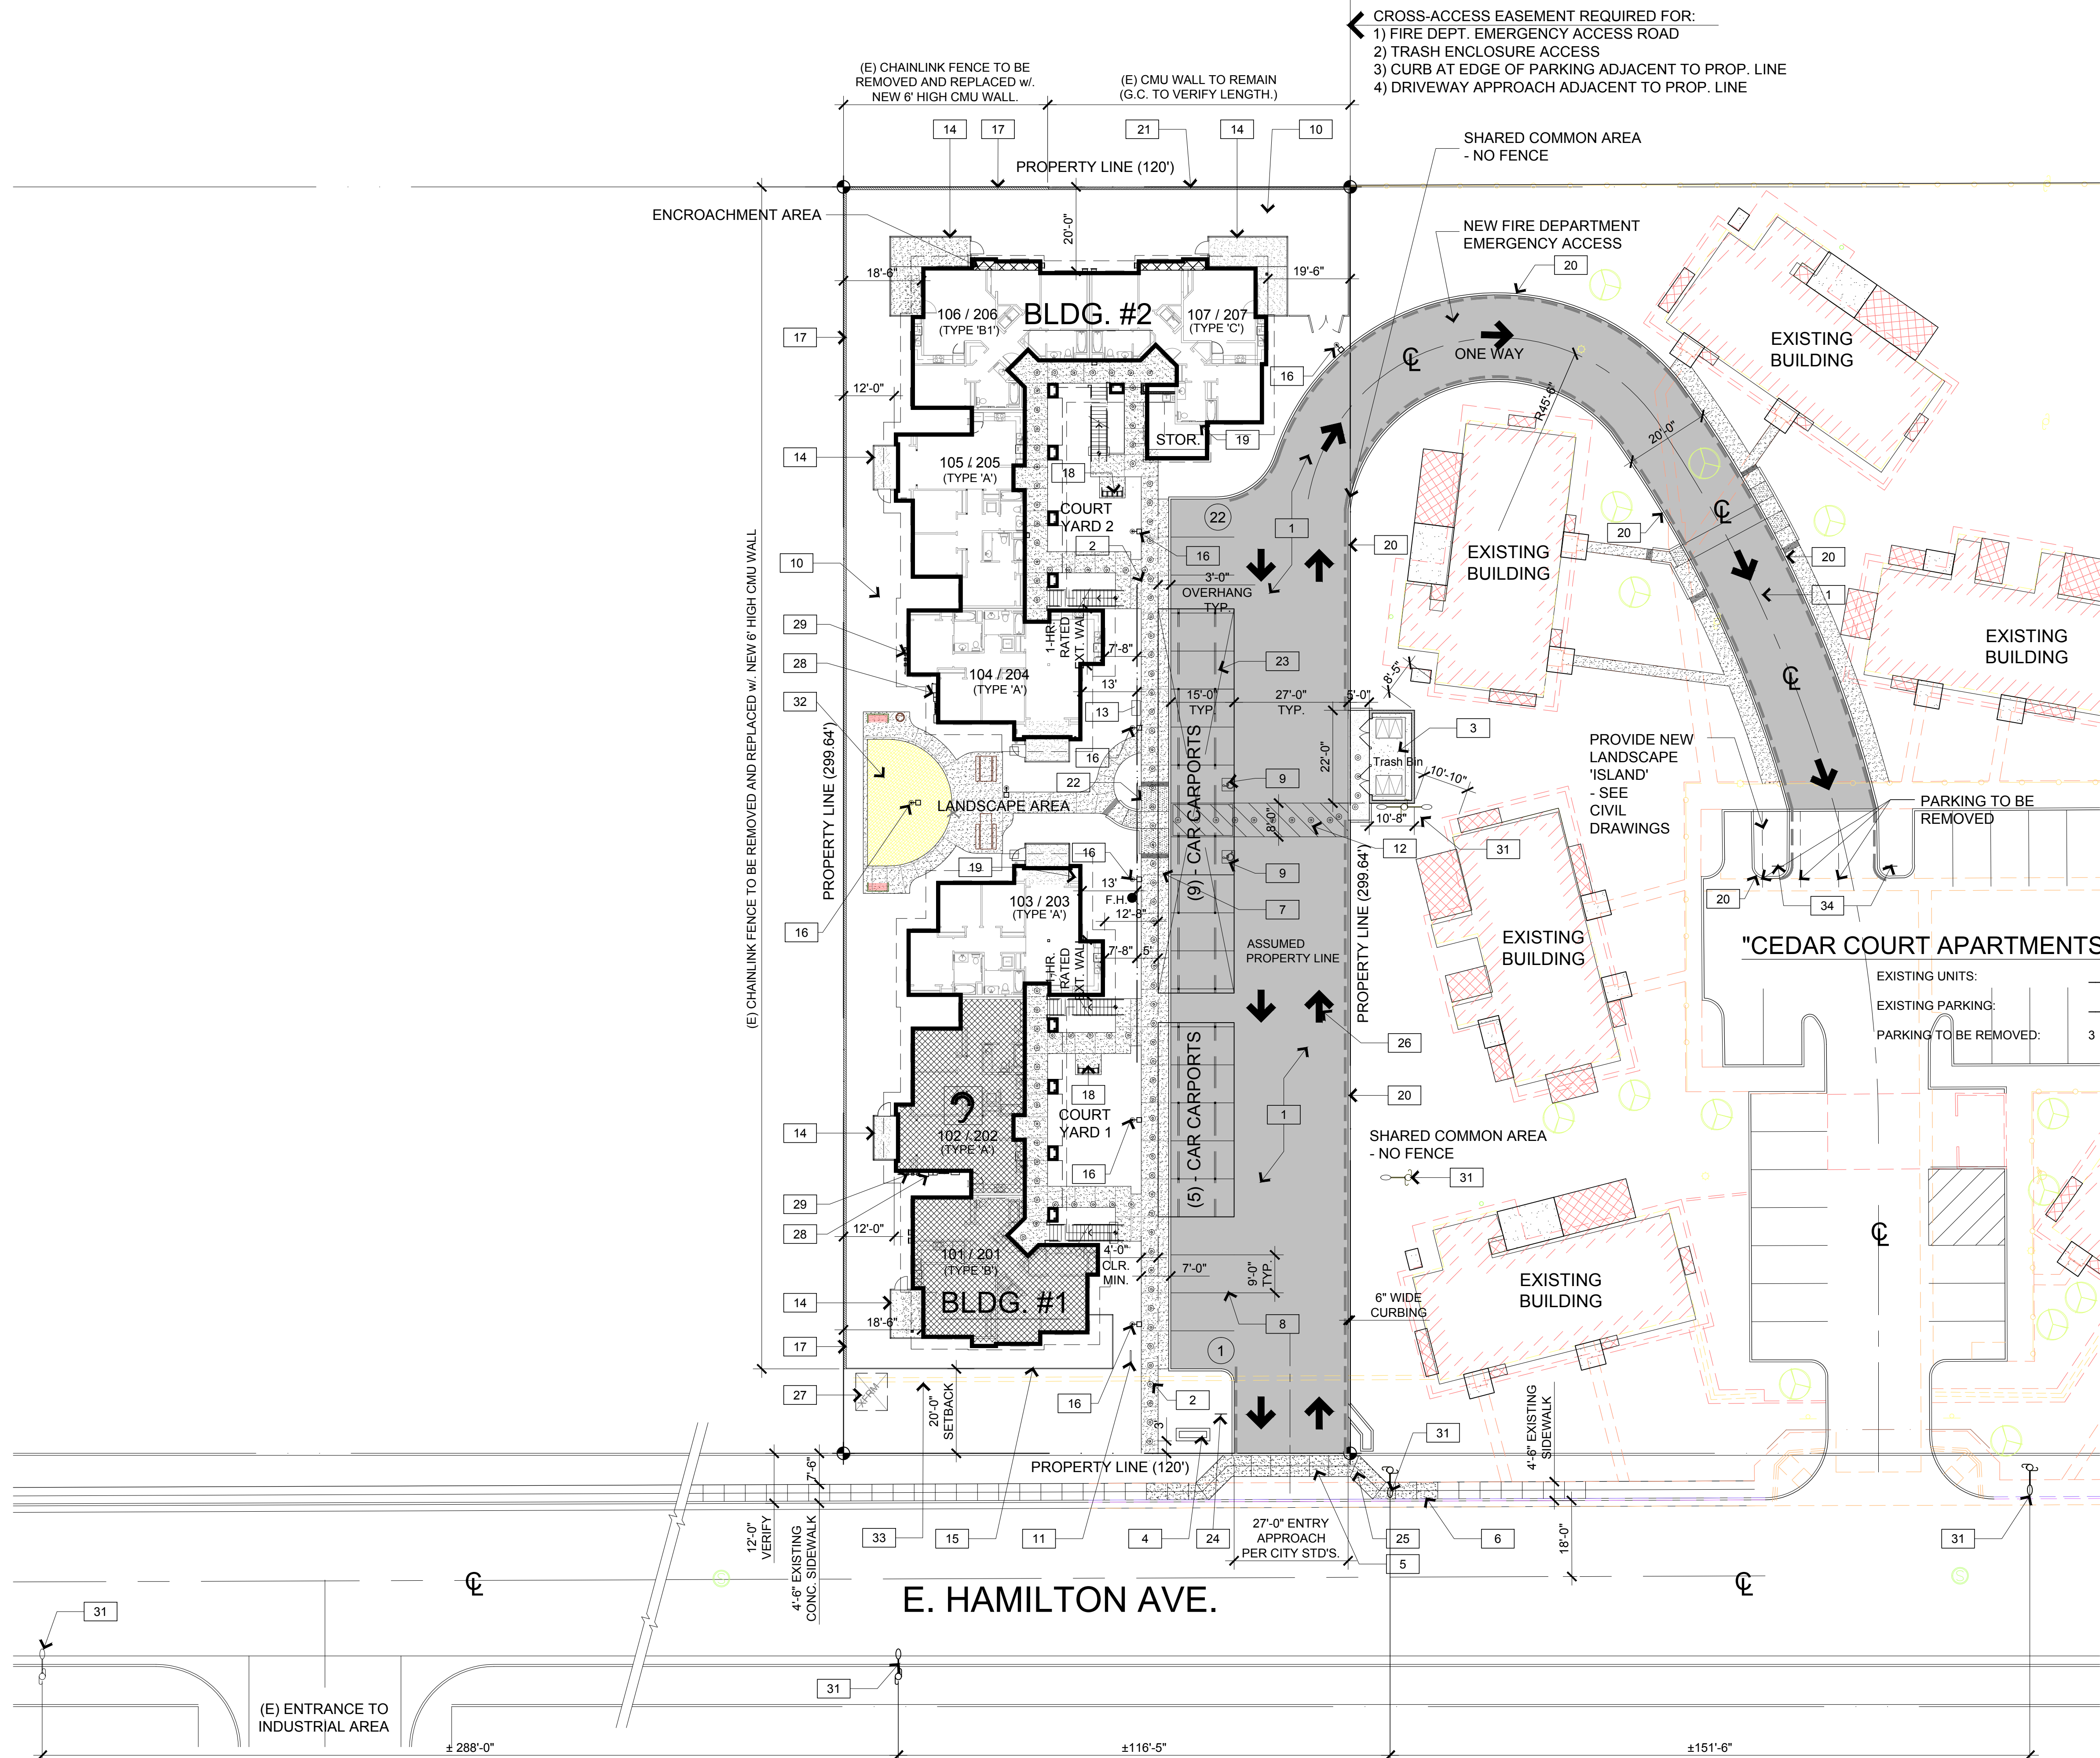 CROSS-ACCESS EASEMENT REQUIRED FOR:
1) FIRE DEPT. EMERGENCY ACCESS ROAD
2) TRASH ENCLOSURE ACCESS
3) CURB AT EDGE OF PARKING ADJACENT TO PROP. LINE
4) DRIVEWAY APPROACH ADJACENT TO PROP. LINE
(E) CHAINLINK FENCE TO BE
REMOVED AND REPLACED w/.
NEW 6' HIGH CMU WALL.
(E) CMU WALL TO REMAIN
(G.C. TO VERIFY LENGTH.)
14
17
21
14
10
SHARED COMMON AREA
- NO FENCE
PROPERTY LINE (120')
ENCROACHMENT AREA
20'-0"
NEW FIRE DEPARTMENT
EMERGENCY ACCESS
20
18'-6"
19'-6"
106 / 206
(TYPE 'B1')
BLDG. #2
107 / 207
(TYPE 'C')
17
ONE WAY
EXISTING
BUILDING
16
12'-0"
R45'-6"
20'-0"
14
STOR.
19
105 / 205
(TYPE 'A')
18
COURT
YARD 2
22
1
2
16
20
20
20
EXISTING
BUILDING
10
3'-0"
OVERHANG
TYP.
1
29
1-HR.
RATED
EXT. WALL
7'-8"
EXISTING
BUILDING
28
104 / 204
(TYPE 'A')
23
13'
8'-5"
32
15'-0"
TYP.
27'-0"
TYP.
5'-0"
13
3
16
22'-0"
Trash Bin
PROVIDE NEW
LANDSCAPE
'ISLAND'
- SEE
CIVIL
DRAWINGS
22
9
10'-10"
LANDSCAPE AREA
(9) - CAR CARPORTS
8'-0"
10'-8"
PARKING TO BE
REMOVED
12
31
16
19
9
13'
F.H.
12'-8"
103 / 203
(TYPE 'A')
7
20
34
16
(E) CHAINLINK FENCE TO BE REMOVED AND REPLACED w/. NEW 6' HIGH CMU WALL
PROPERTY LINE (299.64')
PROPERTY LINE (299.64')
1-HR.
RATED
EXT. WALL
7'-8"
5'
ASSUMED
PROPERTY LINE
EXISTING
BUILDING
"CEDAR COURT APARTMENTS
EXISTING UNITS:
EXISTING PARKING:
PARKING TO BE REMOVED: 3
26
18
20
(5) - CAR CARPORTS
COURT
YARD 1
1
14
102 / 202
(TYPE 'A')
SHARED COMMON AREA
- NO FENCE
16
31
29
28
12'-0"
101 / 201
(TYPE 'B')
4'-0"
CLR.
MIN.
7'-0"
9'-0"
TYP.
EXISTING
BUILDING
14
BLDG. #1
6" WIDE
CURBING
8
18'-6"
17
1
27
XFRM
20'-0"
SETBACK
16
2
3'
31
4'-6" EXISTING
SIDEWALK
PROPERTY LINE (120')
7'-6"
12'-0"
VERIFY
4'-6" EXISTING
CONC. SIDEWALK
33
15
11
4
24
27'-0" ENTRY
APPROACH
PER CITY STD'S.
25
5
6
18'-0"
31
E. HAMILTON AVE.
31
31
(E) ENTRANCE TO
INDUSTRIAL AREA
± 288'-0"
±116'-5"
±151'-6"